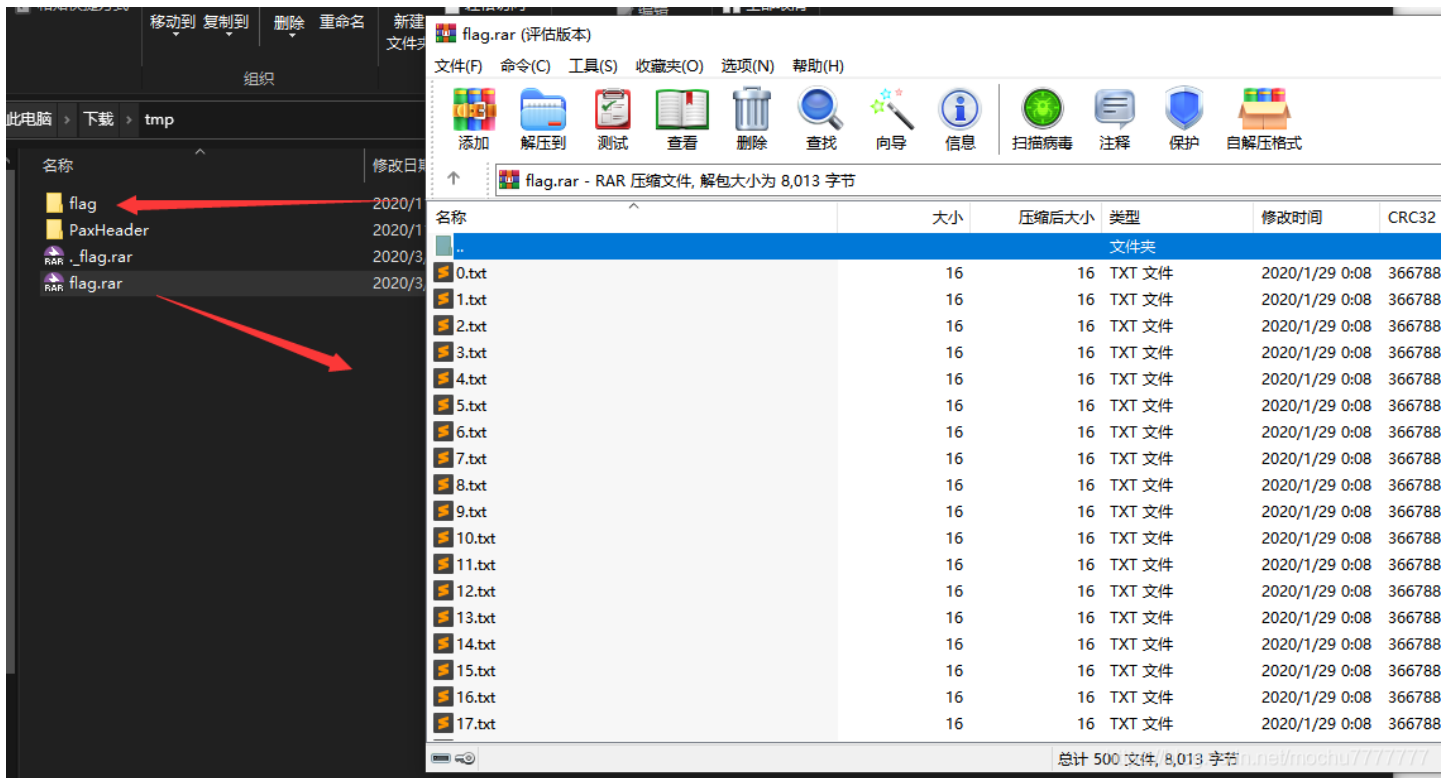 移动到 复制到 删除 重命名 新建
文件夹
组织
此电脑 › 下载 › tmp
名称 修改日期
flag 2020/1
PaxHeader 2020/1
._flag.rar 2020/3/
flag.rar 2020/3/
RAR
RAR
flag.rar (评估版本)
文件(F) 命令(C) 工具(S) 收藏夹(O) 选项(N) 帮助(H)
添加 解压到 测试 查看 删除 查找 向导 信息 扫描病毒 注释 保护 自解压格式
flag.rar - RAR 压缩文件, 解包大小为 8,013 字节
名称 大小 压缩后大小 类型 修改时间 CRC32
.. 文件夹
0.txt 16 16 TXT 文件 2020/1/29 0:08 366788
1.txt 16 16 TXT 文件 2020/1/29 0:08 366788
2.txt 16 16 TXT 文件 2020/1/29 0:08 366788
3.txt 16 16 TXT 文件 2020/1/29 0:08 366788
4.txt 16 16 TXT 文件 2020/1/29 0:08 366788
5.txt 16 16 TXT 文件 2020/1/29 0:08 366788
6.txt 16 16 TXT 文件 2020/1/29 0:08 366788
7.txt 16 16 TXT 文件 2020/1/29 0:08 366788
8.txt 16 16 TXT 文件 2020/1/29 0:08 366788
9.txt 16 16 TXT 文件 2020/1/29 0:08 366788
10.txt 16 16 TXT 文件 2020/1/29 0:08 366788
11.txt 16 16 TXT 文件 2020/1/29 0:08 366788
12.txt 16 16 TXT 文件 2020/1/29 0:08 366788
13.txt 16 16 TXT 文件 2020/1/29 0:08 366788
14.txt 16 16 TXT 文件 2020/1/29 0:08 366788
15.txt 16 16 TXT 文件 2020/1/29 0:08 366788
16.txt 16 16 TXT 文件 2020/1/29 0:08 366788
17.txt 16 16 TXT 文件 2020/1/29 0:08 366788
总计 500 文件, 8,013 字节
net/mochu7777777